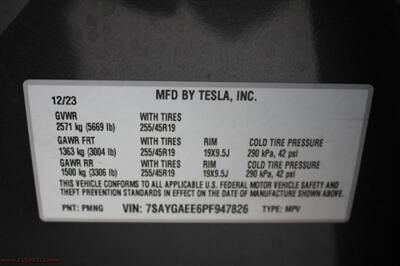 MFD BY TESLA, INC.
12/23
GVWR WITH TIRES
2571 kg (5669 lb) 255/45R19
GAWR FRT WITH TIRES RIM COLD TIRE PRESSURE
1363 kg (3004 lb) 255/45R19 19X9.5J 290 kPa, 42 psi
GAWR RR WITH TIRES RIM COLD TIRE PRESSURE
1500 kg (3306 lb) 255/45R19 19X9.5J 290 kPa, 42 psi
THIS VEHICLE CONFORMS TO ALL APPLICABLE U.S. FEDERAL MOTOR VEHICLE SAFETY AND
THEFT PREVENTION STANDARDS IN EFFECT ON THE DATE OF MANUFACTURE SHOWN ABOVE.
PNT: PMNG VIN: 7SAYGAEE6PF947826 TYPE: MPV